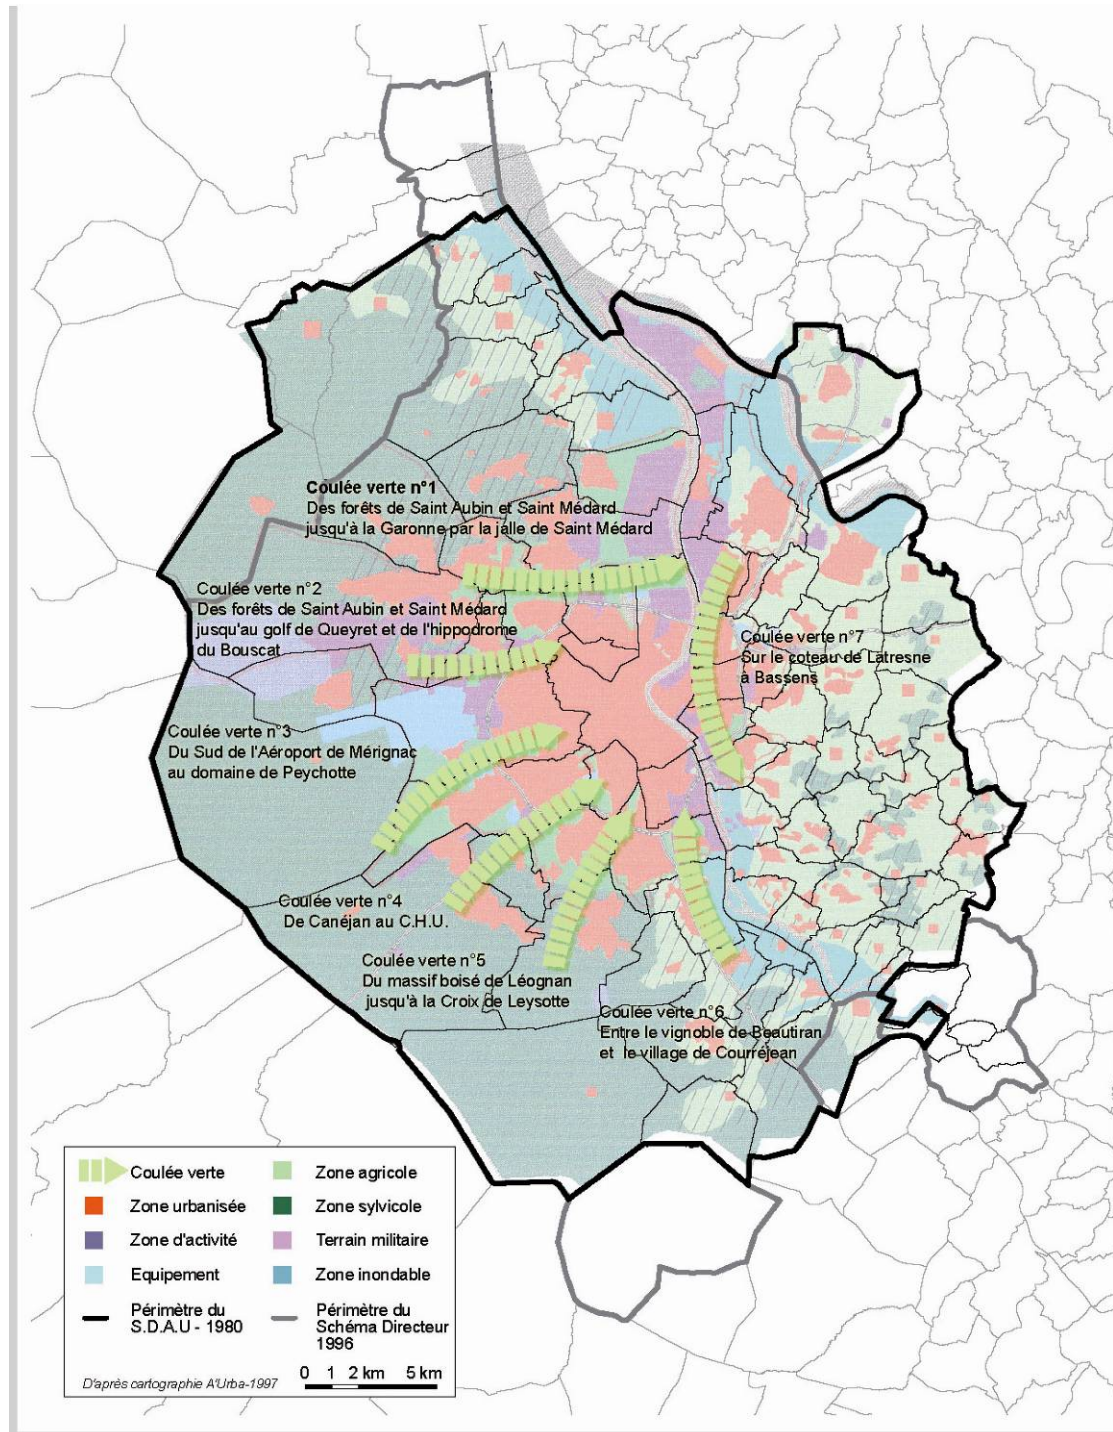 Coulée verte n°1
Des forêts de Saint Aubin et Saint Médard
jusqu'à la Garonne par la jalle de Saint Médard
Coulée verte n°2
Des forêts de Saint Aubin et Saint Médard
jusqu'au golf de Queyret et de l'hippodrome
du Bouscat
Coulée verte n°7
Sur le coteau de Latresne
à Bassens
Coulée verte n°3
Du Sud de l'Aéroport de Mérignac
au domaine de Peychotte
Coulée verte n°4
De Canéjan au C.H.U.
Coulée verte n°5
Du massif boisé de Léognan
jusqu'à la Croix de Leysotte
Coulée verte n°6
Entre le vignoble de Beautiran
et le village de Courréjean
Coulée verte
Zone urbanisée
Zone d'activité
Equipement
Périmètre du
S.D.A.U - 1980
Zone agricole
Zone sylvicole
Terrain militaire
Zone inondable
Périmètre du
Schéma Directeur
1996
D'après cartographie A'Urba-1997
0 1 2 km 5 km